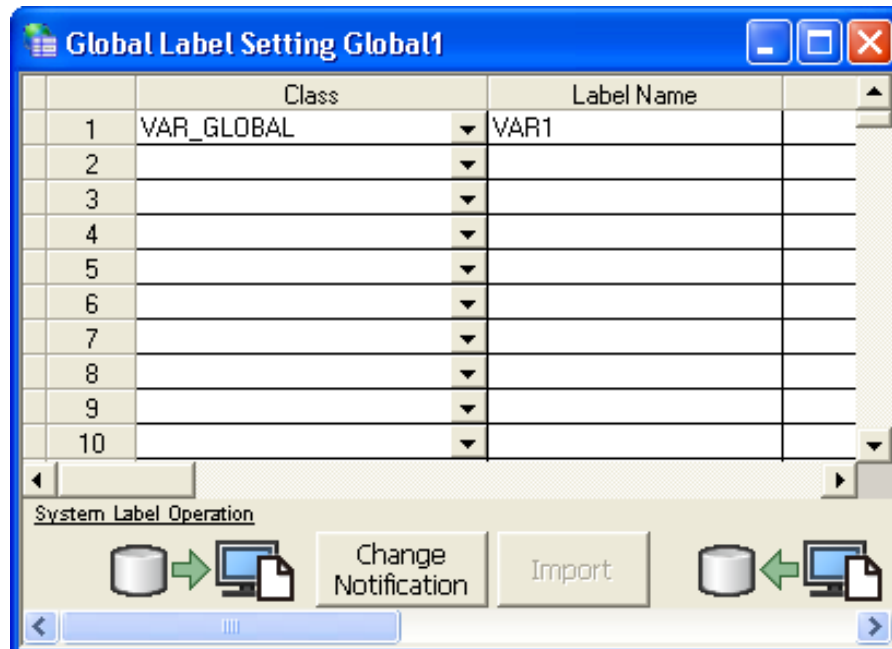 Global Label Setting Global1
Class Label Name
1 VAR_GLOBAL VAR1
2
3
4
5
6
7
8
9
10
System Label Operation
Change
Notification
Import